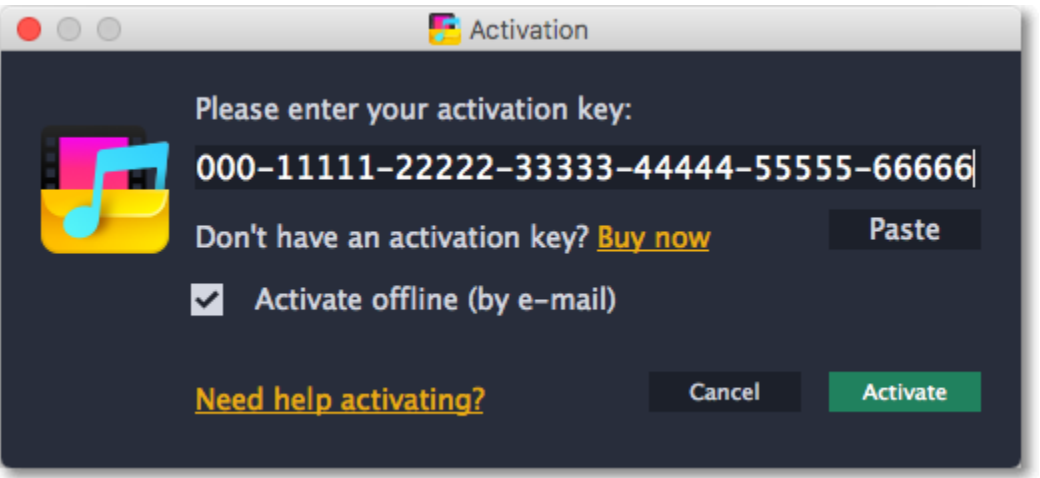 Activation
Please enter your activation key:
000-11111-22222-33333-44444-55555-66666
Don't have an activation key? Buy now
Paste
Activate offline (by e-mail)
Need help activating?
Cancel
Activate